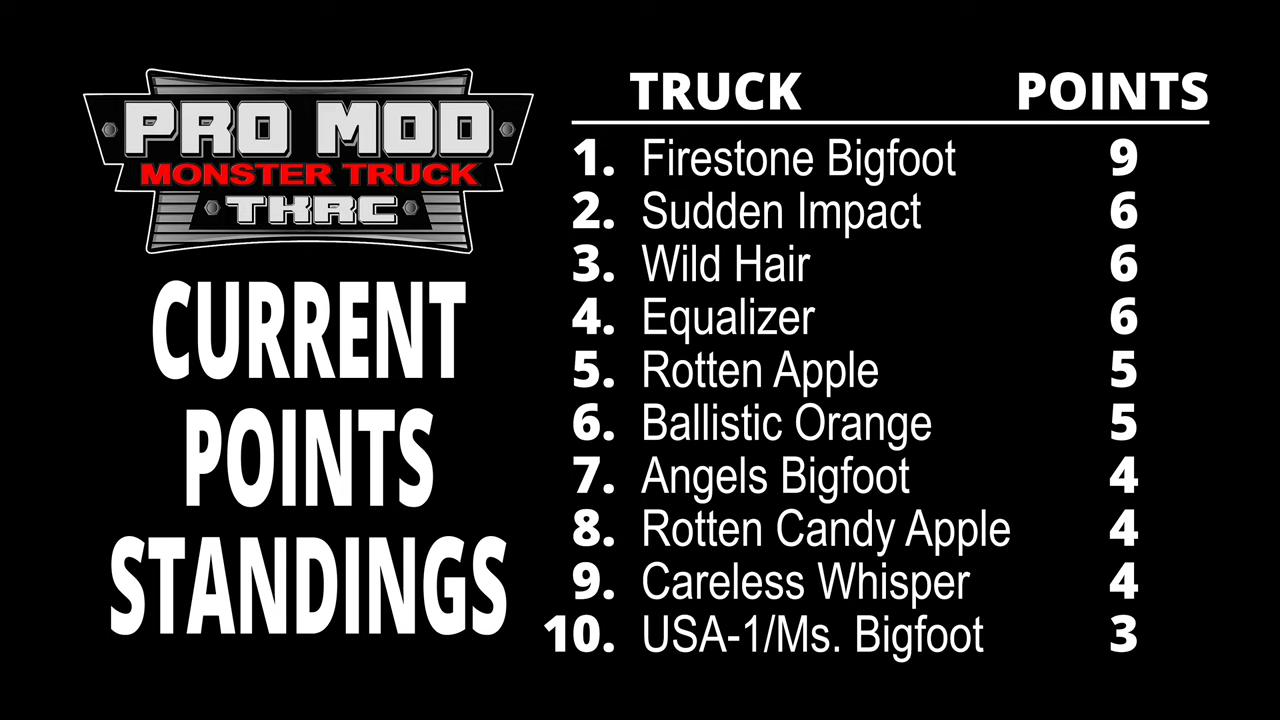 PRO MOD
MONSTER TRUCK
TKRC
CURRENT
POINTS
STANDINGS
TRUCK POINTS
1. Firestone Bigfoot 9
2. Sudden Impact 6
3. Wild Hair 6
4. Equalizer 6
5. Rotten Apple 5
6. Ballistic Orange 5
7. Angels Bigfoot 4
8. Rotten Candy Apple 4
9. Careless Whisper 4
10. USA-1/Ms. Bigfoot 3